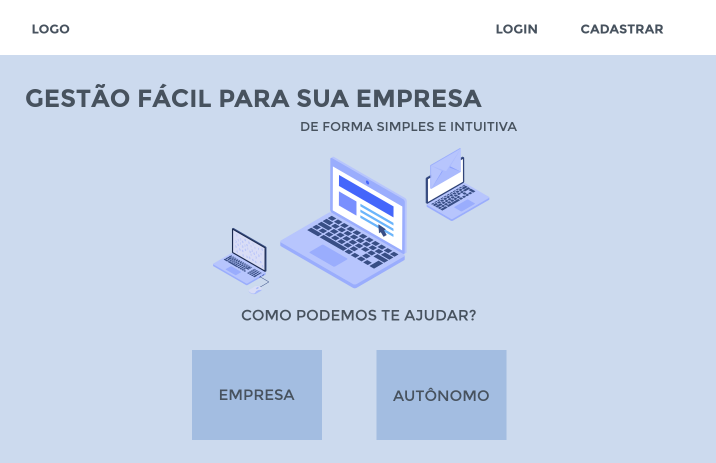 LOGO LOGIN CADASTRAR
GESTÃO FÁCIL PARA SUA EMPRESA
DE FORMA SIMPLES E INTUITIVA
COMO PODEMOS TE AJUDAR?
EMPRESA AUTÔNOMO